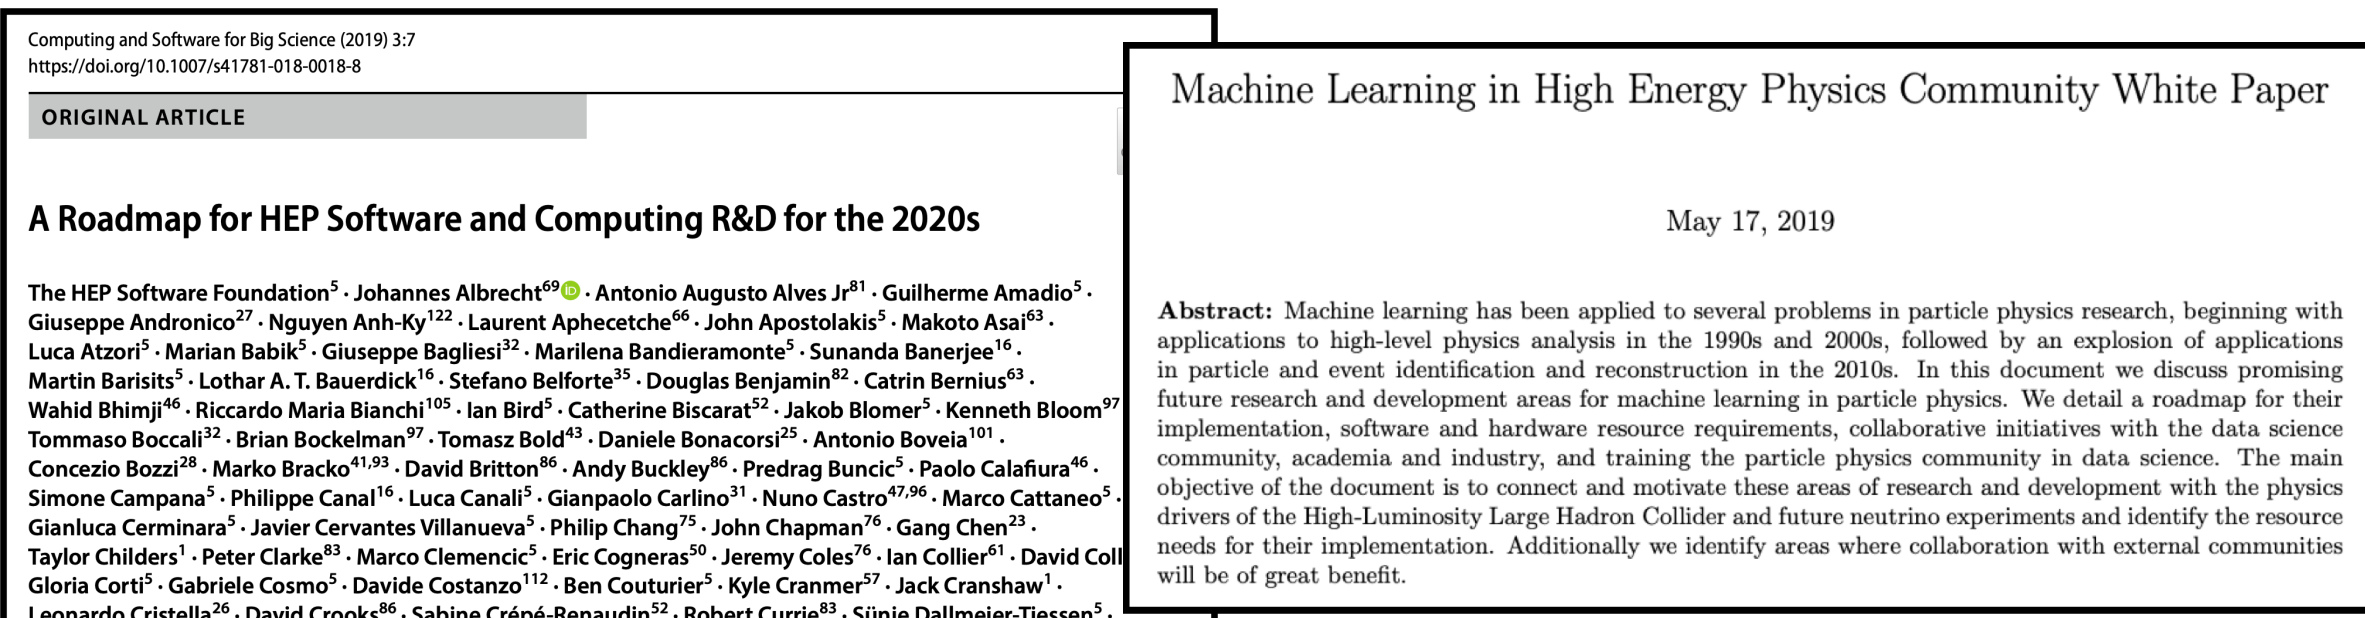 Computing and Software for Big Science (2019) 3:7
https://doi.org/10.1007/s41781-018-0018-8
ORIGINAL ARTICLE
A Roadmap for HEP Software and Computing R&D for the 2020s
The HEP Software Foundation5 · Johannes Albrecht69 iD · Antonio Augusto Alves Jr81 · Guilherme Amadio5 ·
Giuseppe Andronico27 · Nguyen Anh-Ky122 · Laurent Aphecetche66 · John Apostolakis5 · Makoto Asai63 ·
Luca Atzori5 · Marian Babik5 · Giuseppe Bagliesi32 · Marilena Bandieramonte5 · Sunanda Banerjee16 ·
Martin Barisits5 · Lothar A. T. Bauerdick16 · Stefano Belforte35 · Douglas Benjamin82 · Catrin Bernius63 ·
Wahid Bhimji46 · Riccardo Maria Bianchi105 · Ian Bird5 · Catherine Biscarat52 · Jakob Blomer5 · Kenneth Bloom97
Tommaso Boccali32 · Brian Bockelman97 · Tomasz Bold43 · Daniele Bonacorsi25 · Antonio Boveia101 ·
Concezio Bozzi28 · Marko Bracko41,93 · David Britton86 · Andy Buckley86 · Predrag Buncic5 · Paolo Calafiura46 ·
Simone Campana5 · Philippe Canal16 · Luca Canali5 · Gianpaolo Carlino31 · Nuno Castro47,96 · Marco Cattaneo5 ·
Gianluca Cerminara5 · Javier Cervantes Villanueva5 · Philip Chang75 · John Chapman76 · Gang Chen23 ·
Taylor Childers1 · Peter Clarke83 · Marco Clemencic5 · Eric Cogneras50 · Jeremy Coles76 · Ian Collier61 · David Coll
Gloria Corti5 · Gabriele Cosmo5 · Davide Costanzo112 · Ben Couturier5 · Kyle Cranmer57 · Jack Cranshaw1 ·
Leonardo Cristella26 · David Crooks86 · Sabine Crépé-Renaudin52 · Robert Currie83 · Sünje Dallmeier-Tiessen5 ·
Machine Learning in High Energy Physics Community White Paper
May 17, 2019
Abstract: Machine learning has been applied to several problems in particle physics research, beginning with
applications to high-level physics analysis in the 1990s and 2000s, followed by an explosion of applications
in particle and event identification and reconstruction in the 2010s. In this document we discuss promising
future research and development areas for machine learning in particle physics. We detail a roadmap for their
implementation, software and hardware resource requirements, collaborative initiatives with the data science
community, academia and industry, and training the particle physics community in data science. The main
objective of the document is to connect and motivate these areas of research and development with the physics
drivers of the High-Luminosity Large Hadron Collider and future neutrino experiments and identify the resource
needs for their implementation. Additionally we identify areas where collaboration with external communities
will be of great benefit.